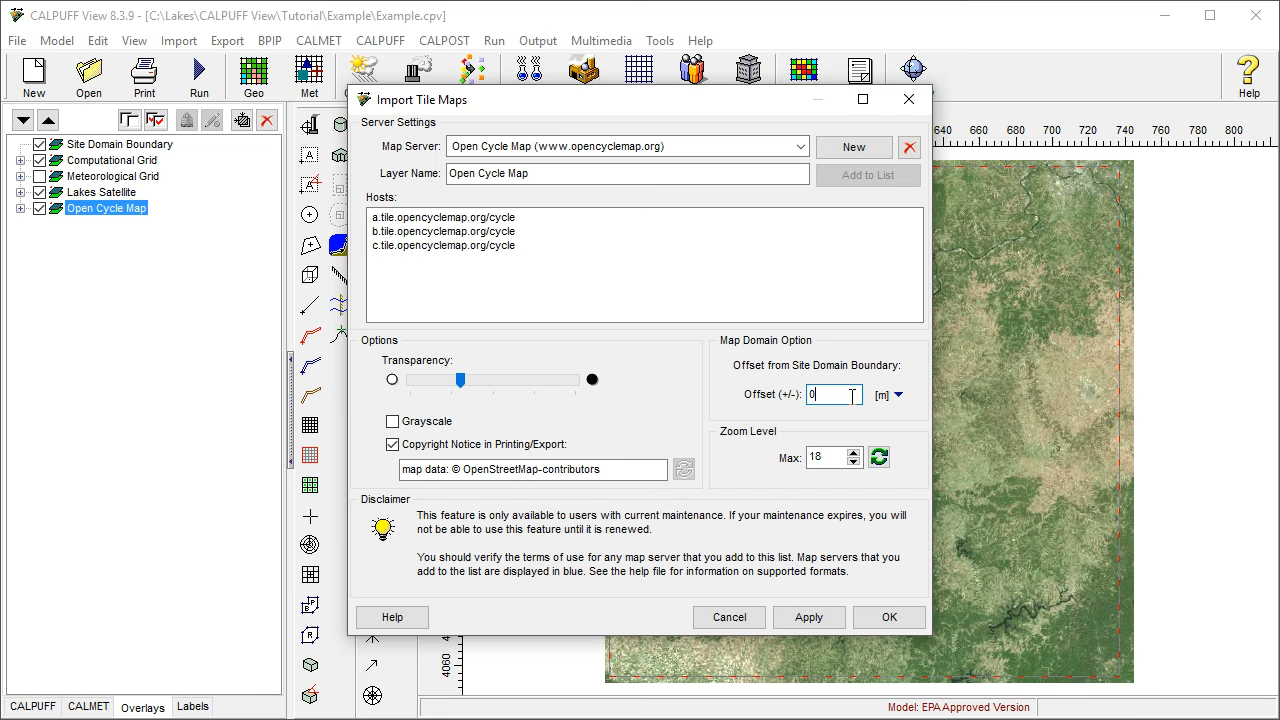 CALPUFF View 8.3.9 - [C:\Lakes\CALPUFF View\Tutorial\Example\Example.cpv]
File Model Edit View Import Export BPIP CALMET CALPUFF CALPOST Run Output Multimedia Tools Help
New Open Print Run Geo Met Help
Import Tile Maps
Server Settings
Map Server: Open Cycle Map (www.opencyclemap.org) New
Layer Name: Open Cycle Map Add to List
Hosts:
a.tile.opencyclemap.org/cycle
b.tile.opencyclemap.org/cycle
c.tile.opencyclemap.org/cycle
Options
Transparency:
Grayscale
Copyright Notice in Printing/Export:
map data: © OpenStreetMap-contributors
Map Domain Option
Offset from Site Domain Boundary:
Offset (+/-): 0 [m]
Zoom Level
Max: 18
Disclaimer
This feature is only available to users with current maintenance. If your maintenance expires, you will
not be able to use this feature until it is renewed.
You should verify the terms of use for any map server that you add to this list. Map servers that you
add to the list are displayed in blue. See the help file for information on supported formats.
Help Cancel Apply OK
Site Domain Boundary
Computational Grid
Meteorological Grid
Lakes Satellite
Open Cycle Map
640 660 680 700 720 740 760 780 800
4060
CALPUFF CALMET Overlays Labels
Model: EPA Approved Version